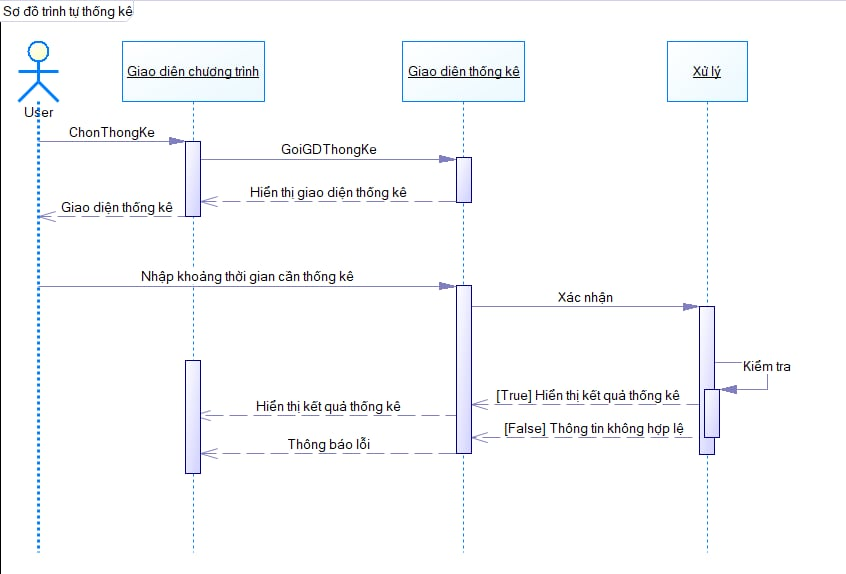 Sơ đồ trình tự thống kê
Giao diên chương trình
Giao diên thống kê
Xử lý
User
ChonThongKe
GoiGDThongKe
Hiển thị giao diện thống kê
Giao diện thống kê
Nhập khoảng thời gian cần thống kê
Xác nhận
Kiểm tra
[True] Hiển thị kết quả thống kê
Hiển thị kết quả thống kê
[False] Thông tin không hợp lệ
Thông báo lỗi